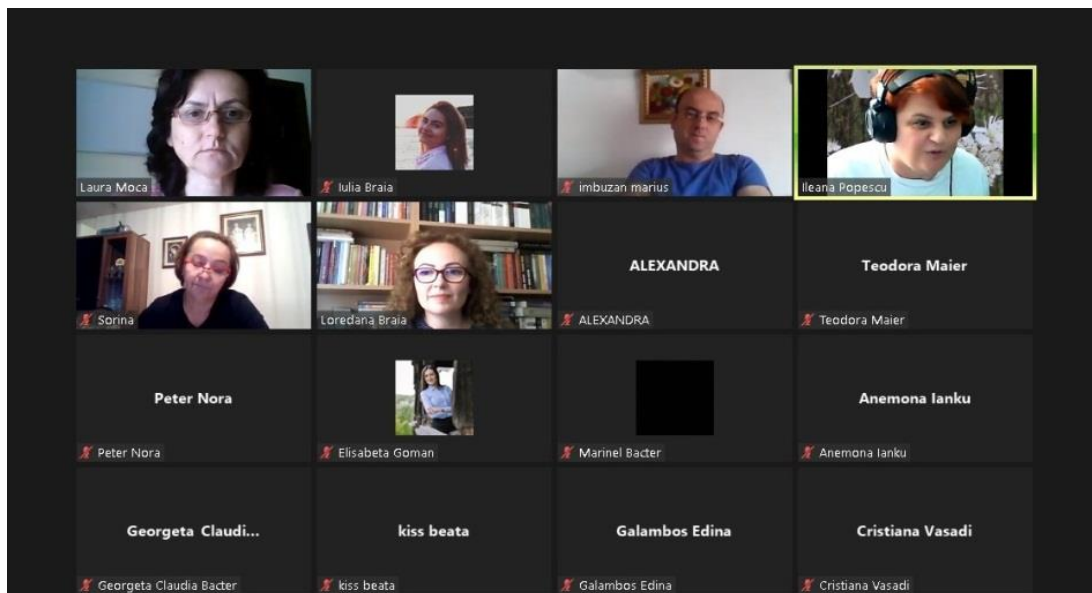 Laura Moca
Iulia Braia
imbuzan marius
Ileana Popescu
Sorina
Loredana Braia
ALEXANDRA
ALEXANDRA
Teodora Maier
Teodora Maier
Peter Nora
Peter Nora
Elisabeta Goman
Marinel Bacter
Anemona Ianku
Anemona Ianku
Georgeta Claudi...
Georgeta Claudia Bacter
kiss beata
kiss beata
Galambos Edina
Galambos Edina
Cristiana Vasadi
Cristiana Vasadi